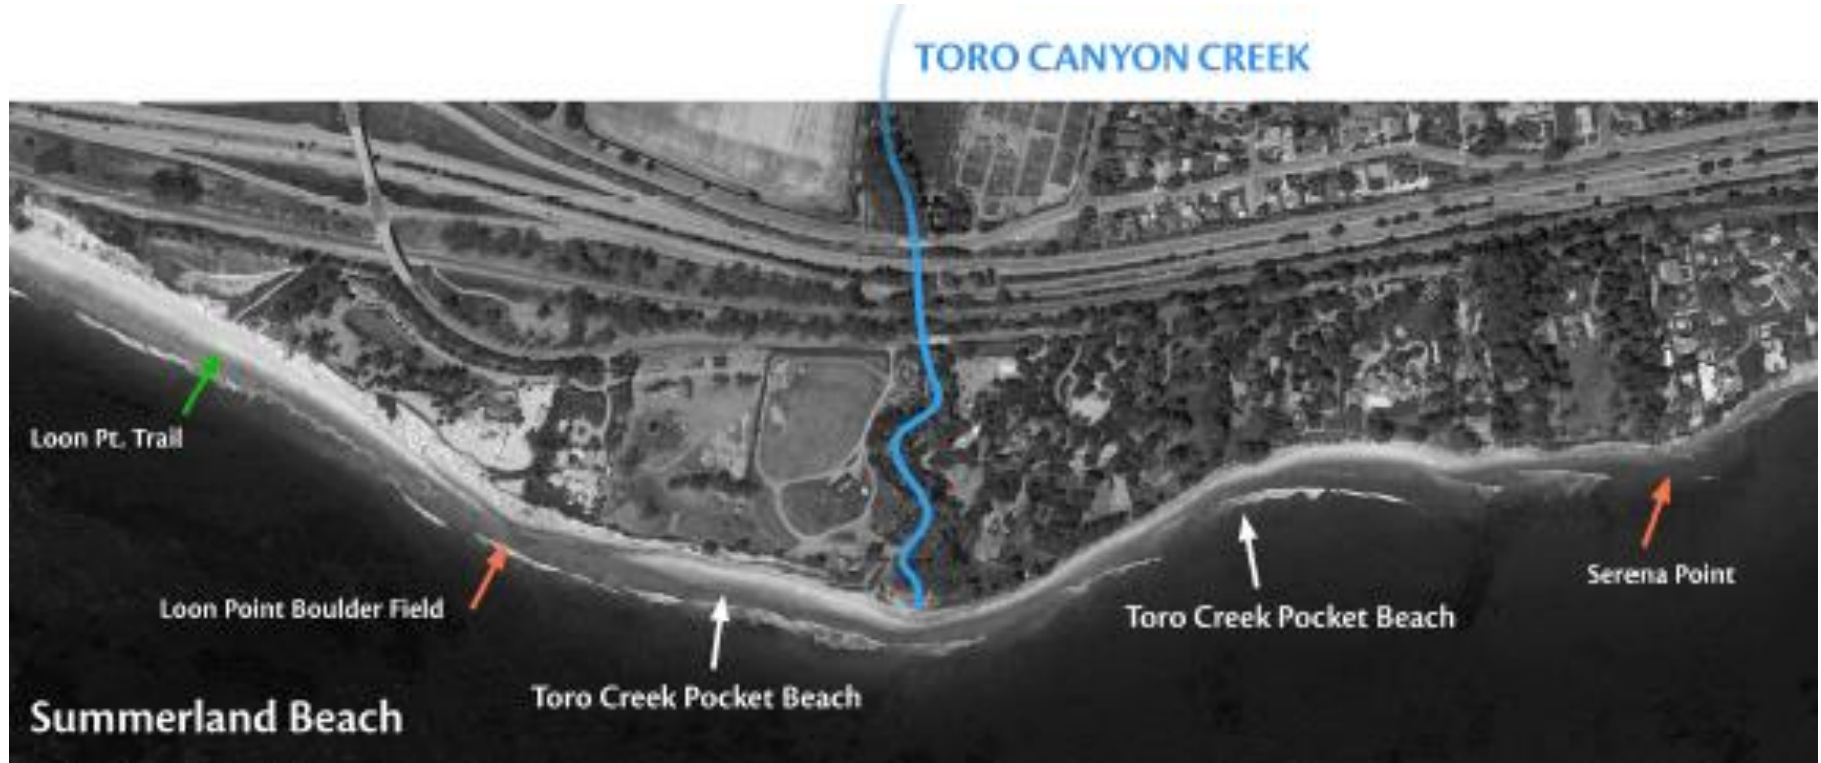 TORO CANYON CREEK
Loon Pt. Trail
Loon Point Boulder Field
Toro Creek Pocket Beach
Toro Creek Pocket Beach
Serena Point
Summerland Beach